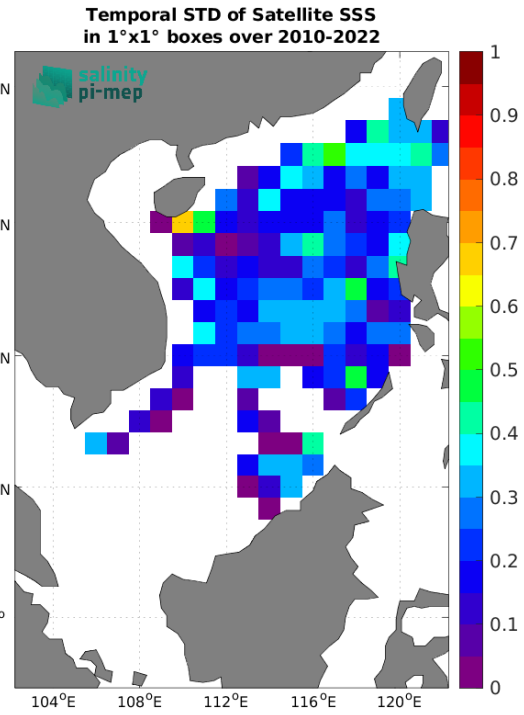 Temporal STD of Satellite SSS
in 1°x1° boxes over 2010-2022
salinity
pi-mep
N
N
N
N
o
104°E 108°E 112°E 116°E 120°E
1
0.9
0.8
0.7
0.6
0.5
0.4
0.3
0.2
0.1
0